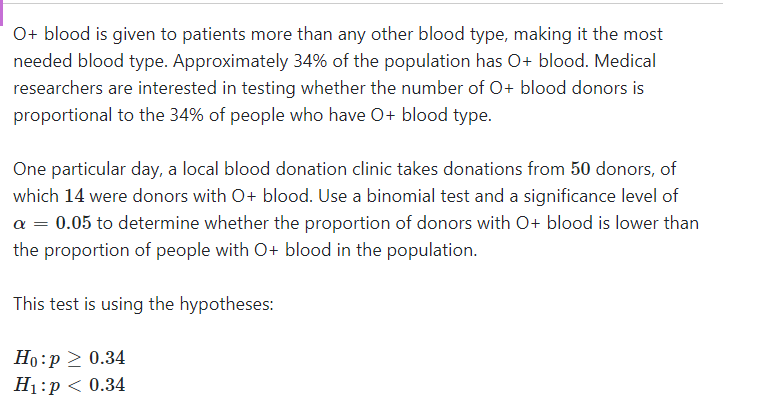 O+ blood is given to patients more than any other blood type, making it the most
needed blood type. Approximately 34% of the population has O+ blood. Medical
researchers are interested in testing whether the number of O+ blood donors is
proportional to the 34% of people who have O+ blood type.
One particular day, a local blood donation clinic takes donations from 50 donors, of
which 14 were donors with O+ blood. Use a binomial test and a significance level of
α = 0.05 to determine whether the proportion of donors with O+ blood is lower than
the proportion of people with O+ blood in the population.
This test is using the hypotheses:
H₀: p ≥ 0.34
H₁: p < 0.34